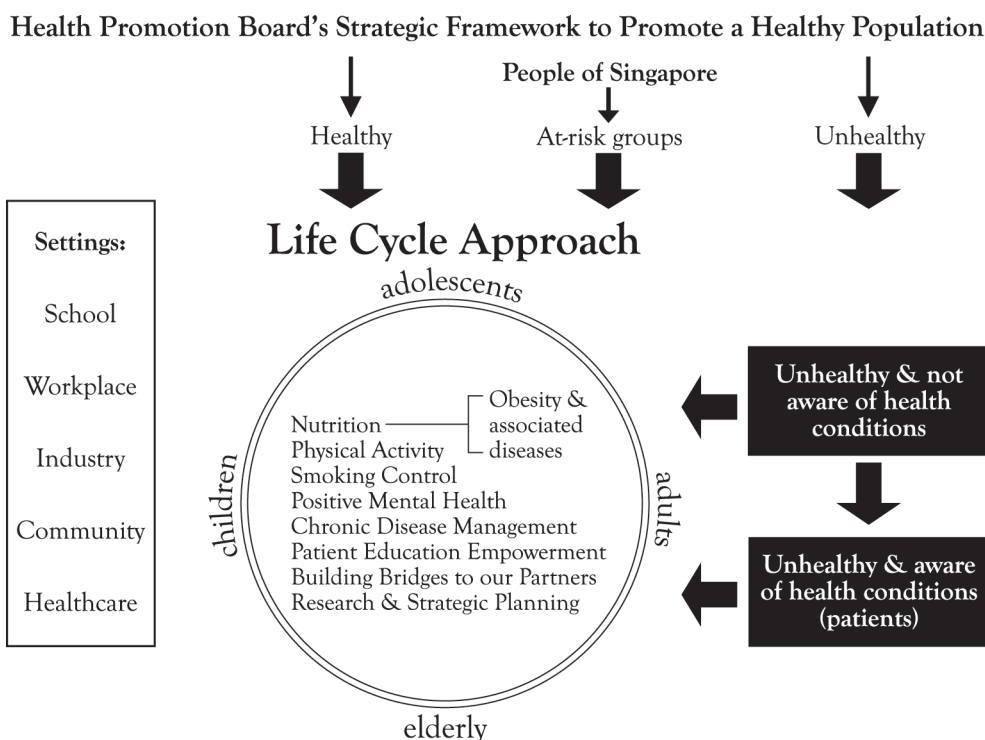 Health Promotion Board's Strategic Framework to Promote a Healthy Population
People of Singapore
Healthy
At-risk groups
Unhealthy
Settings:
School
Workplace
Industry
Community
Healthcare
Life Cycle Approach
adolescents
children
adults
elderly
Nutrition
Obesity &
associated
diseases
Physical Activity
Smoking Control
Positive Mental Health
Chronic Disease Management
Patient Education Empowerment
Building Bridges to our Partners
Research & Strategic Planning
Unhealthy & not
aware of health
conditions
Unhealthy & aware
of health conditions
(patients)